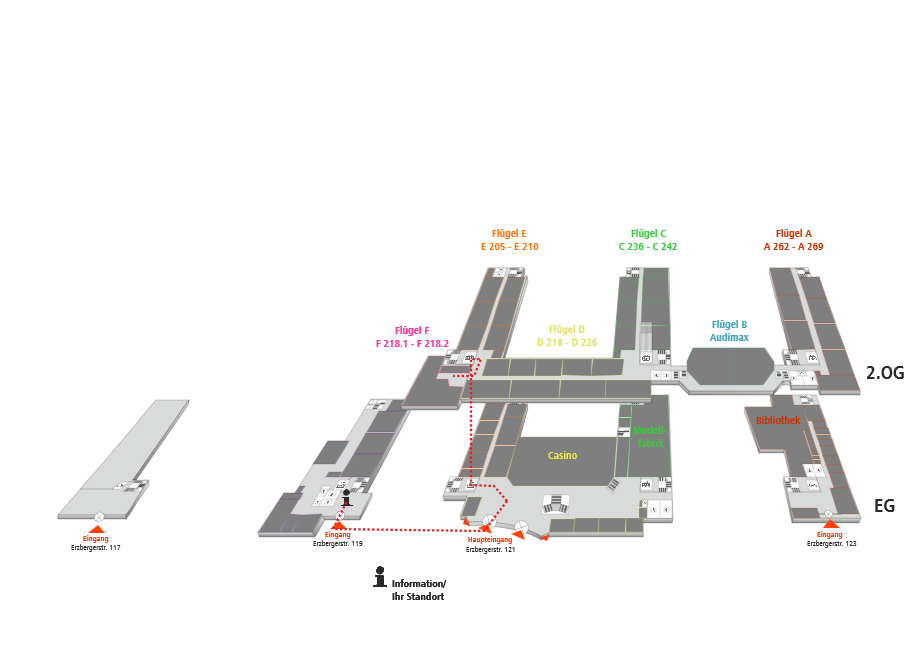 Flügel E
E 205 - E 210
Flügel C
C 236 - C 242
Flügel A
A 262 - A 269
Flügel F
F 218.1 - F 218.2
Flügel D
D 218 - D 226
Flügel B
Audimax
2.OG
Bibliothek
Modell-
fabrik
Casino
EG
Eingang
Erzbergerstr. 117
Eingang
Erzbergerstr. 119
Haupteingang
Erzbergerstr. 121
Eingang
Erzbergerstr. 123
Information/
Ihr Standort